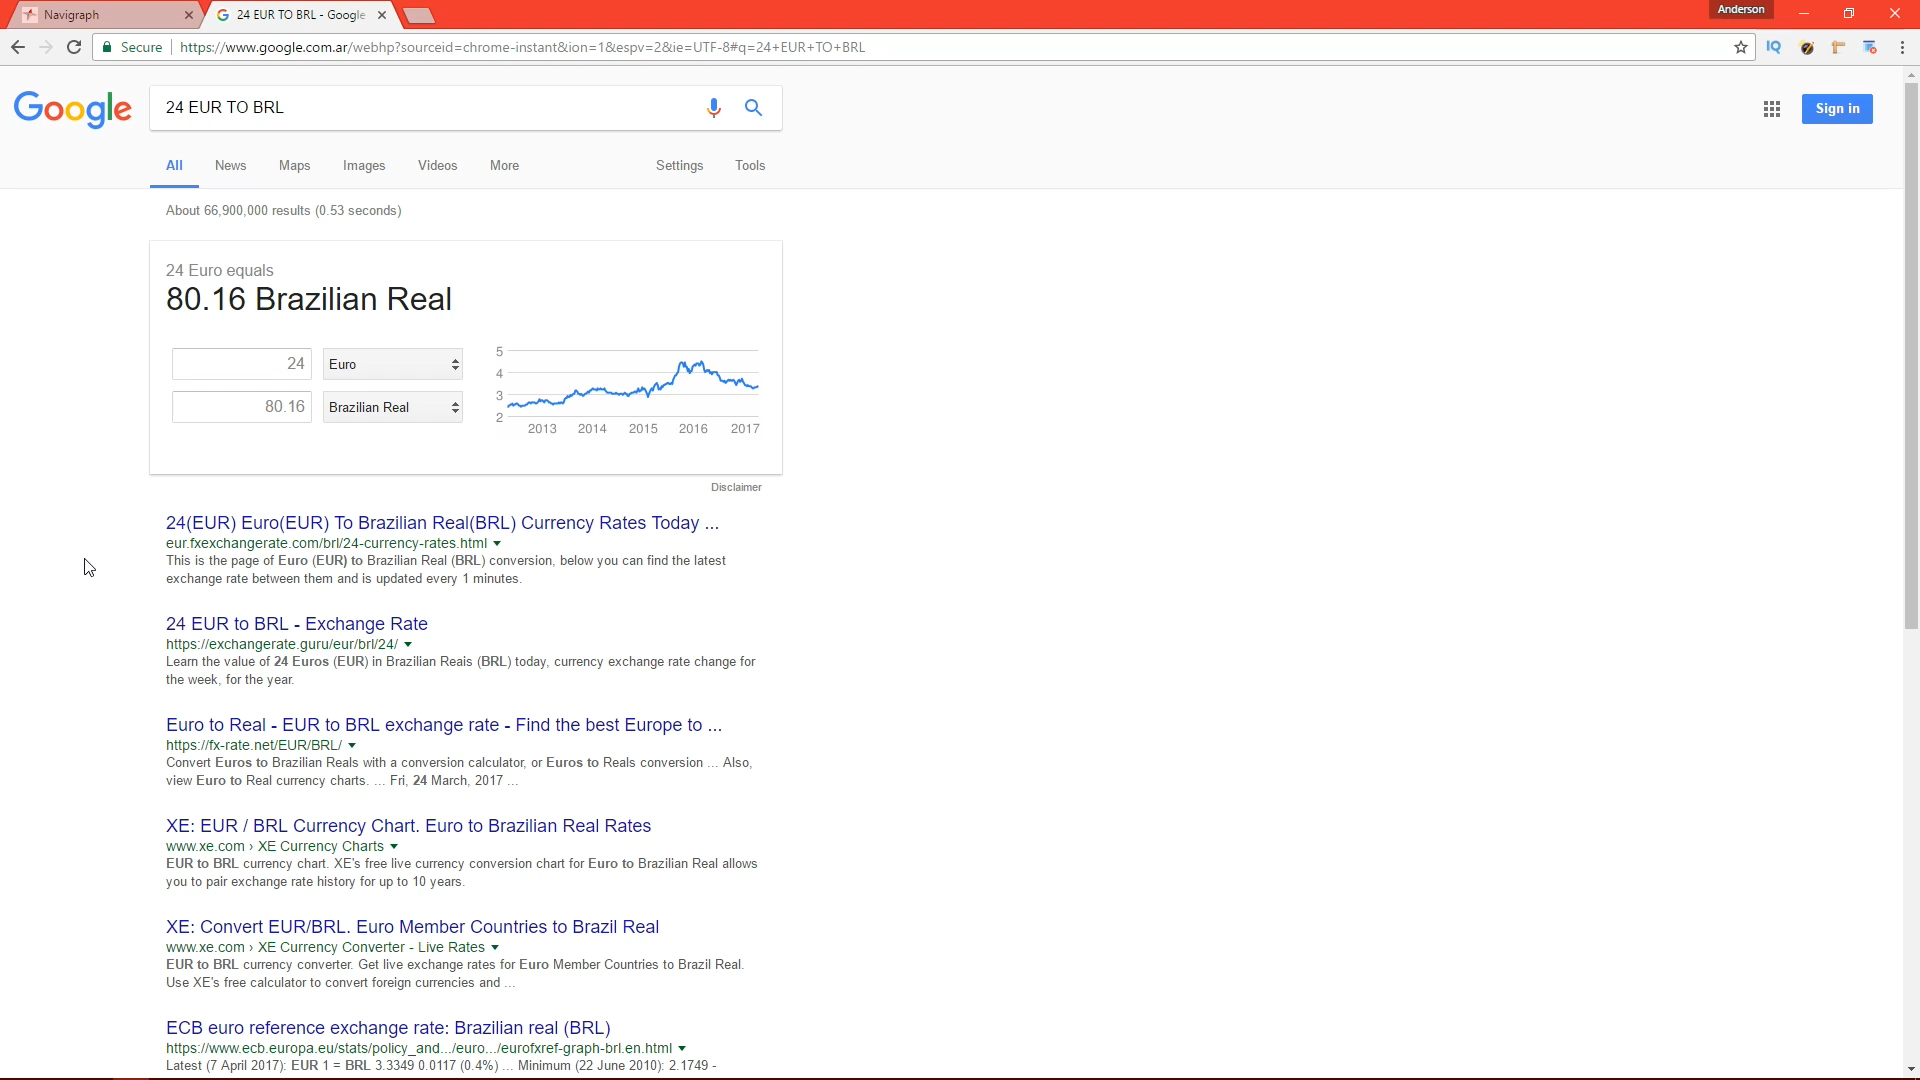 Navigraph
24 EUR TO BRL - Google
Anderson
Secure
https://www.google.com.ar/webhp?sourceid=chrome-instant&ion=1&espv=2&ie=UTF-8#q=24+EUR+TO+BRL
IQ
Google
24 EUR TO BRL
Sign in
All News Maps Images Videos More Settings Tools
About 66,900,000 results (0.53 seconds)
24 Euro equals
80.16 Brazilian Real
24 Euro
80.16 Brazilian Real
5
4
3
2
2013 2014 2015 2016 2017
Disclaimer
24(EUR) Euro(EUR) To Brazilian Real(BRL) Currency Rates Today ...
eur.fxexchangerate.com/brl/24-currency-rates.html
This is the page of Euro (EUR) to Brazilian Real (BRL) conversion, below you can find the latest
exchange rate between them and is updated every 1 minutes.
24 EUR to BRL - Exchange Rate
https://exchangerate.guru/eur/brl/24/
Learn the value of 24 Euros (EUR) in Brazilian Reais (BRL) today, currency exchange rate change for
the week, for the year.
Euro to Real - EUR to BRL exchange rate - Find the best Europe to ...
https://fx-rate.net/EUR/BRL/
Convert Euros to Brazilian Reals with a conversion calculator, or Euros to Reals conversion ... Also,
view Euro to Real currency charts. ... Fri, 24 March, 2017 ...
XE: EUR / BRL Currency Chart. Euro to Brazilian Real Rates
www.xe.com › XE Currency Charts
EUR to BRL currency chart. XE's free live currency conversion chart for Euro to Brazilian Real allows
you to pair exchange rate history for up to 10 years.
XE: Convert EUR/BRL. Euro Member Countries to Brazil Real
www.xe.com › XE Currency Converter - Live Rates
EUR to BRL currency converter. Get live exchange rates for Euro Member Countries to Brazil Real.
Use XE's free calculator to convert foreign currencies and ...
ECB euro reference exchange rate: Brazilian real (BRL)
https://www.ecb.europa.eu/stats/policy_and.../euro.../eurofxref-graph-brl.en.html
Latest (7 April 2017): EUR 1 = BRL 3.3349 0.0117 (0.4%) ... Minimum (22 June 2010): 2.1749 -